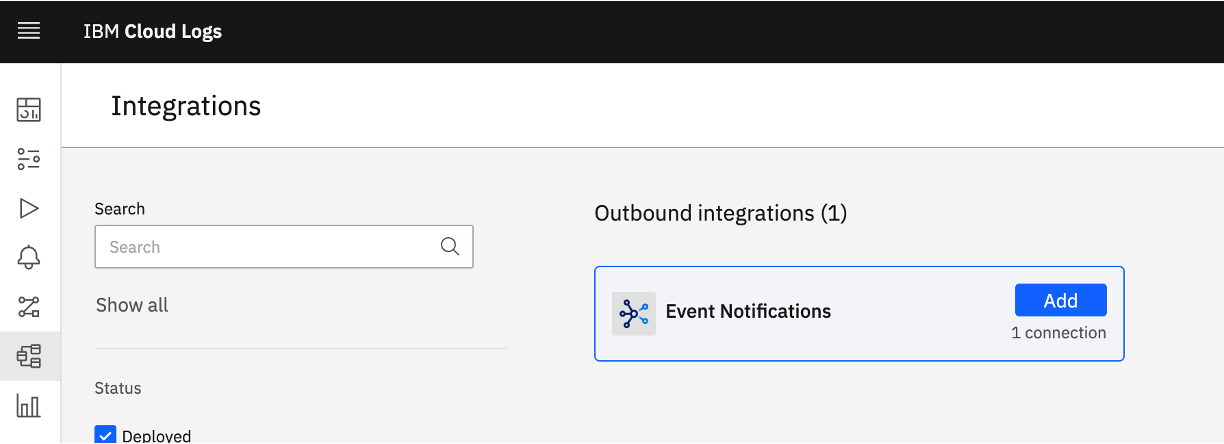 IBM Cloud Logs
Integrations
Search
Search
Show all
Status
Deployed
Outbound integrations (1)
Event Notifications
Add
1 connection